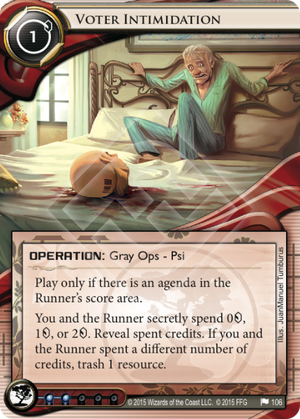 Voter Intimidation
1
OPERATION: Gray Ops - Psi
Play only if there is an agenda in the
Runner's score area.
You and the Runner secretly spend 0,
1, or 2. Reveal spent credits. If you and
the Runner spent a different number of
credits, trash 1 resource.
Illus. JuanManuel Tumburus
© 2015 Wizards of the Coast LLC. © 2015 FFG
106